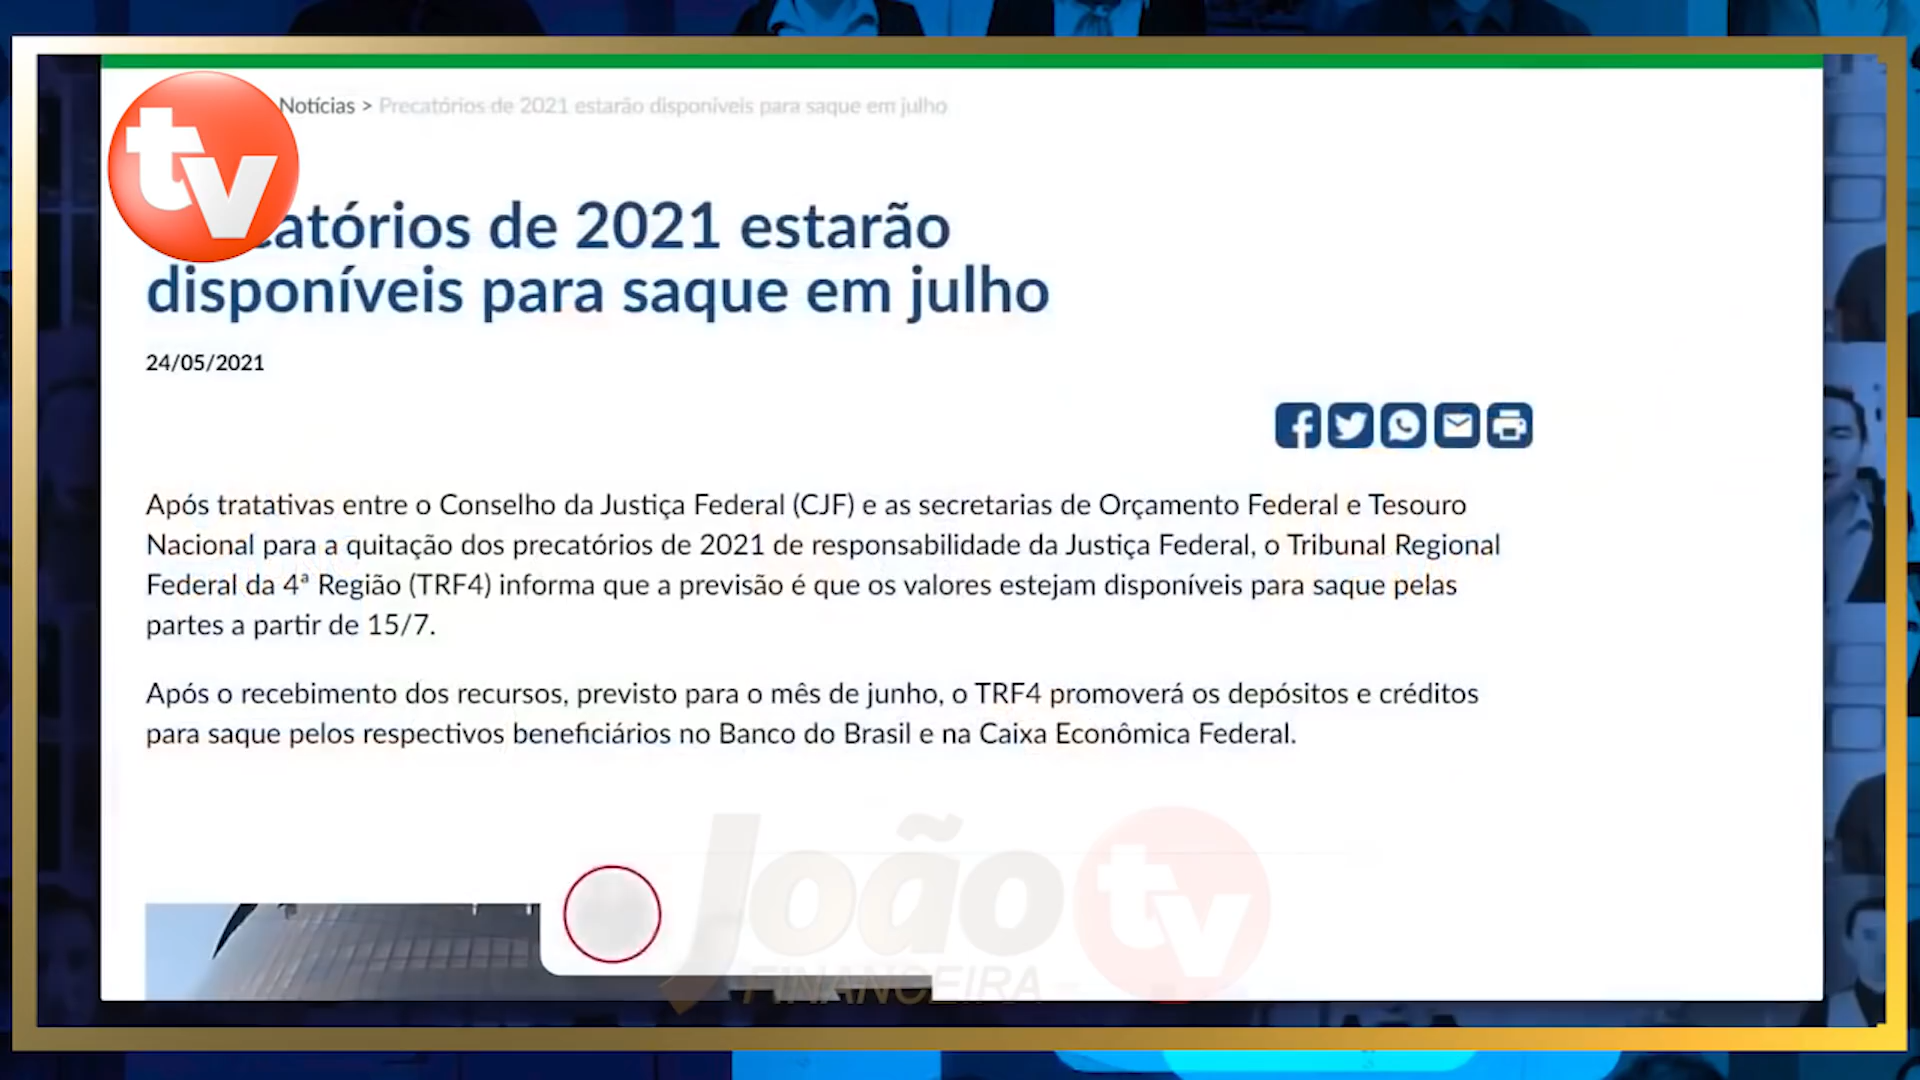 tv
Notícias > Precatórios de 2021 estarão disponíveis para saque em julho
catórios de 2021 estarão
disponíveis para saque em julho
24/05/2021
Após tratativas entre o Conselho da Justiça Federal (CJF) e as secretarias de Orçamento Federal e Tesouro
Nacional para a quitação dos precatórios de 2021 de responsabilidade da Justiça Federal, o Tribunal Regional
Federal da 4ª Região (TRF4) informa que a previsão é que os valores estejam disponíveis para saque pelas
partes a partir de 15/7.
Após o recebimento dos recursos, previsto para o mês de junho, o TRF4 promoverá os depósitos e créditos
para saque pelos respectivos beneficiários no Banco do Brasil e na Caixa Econômica Federal.
João tv
FINANCEIRA